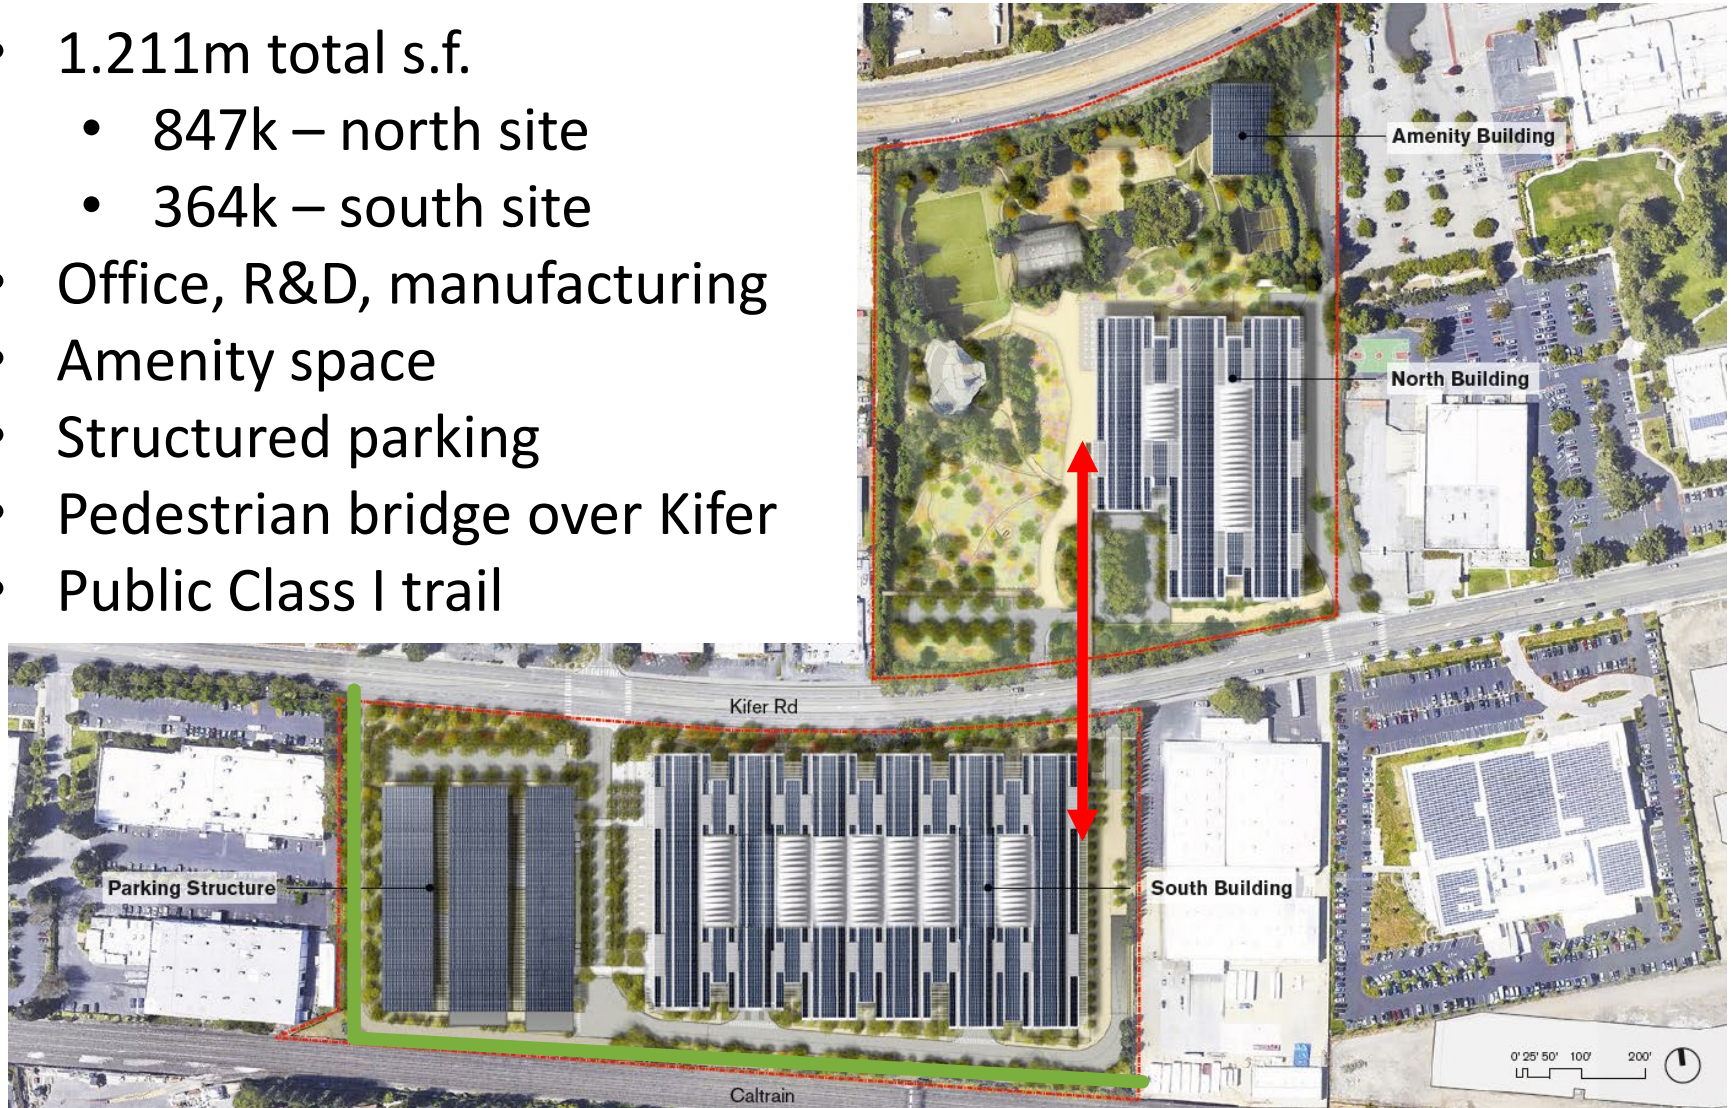 • 1.211m total s.f.
• 847k – north site
• 364k – south site
• Office, R&D, manufacturing
• Amenity space
• Structured parking
• Pedestrian bridge over Kifer
• Public Class I trail
Amenity Building
North Building
Kifer Rd
Parking Structure
South Building
0' 25' 50' 100' 200'
Caltrain